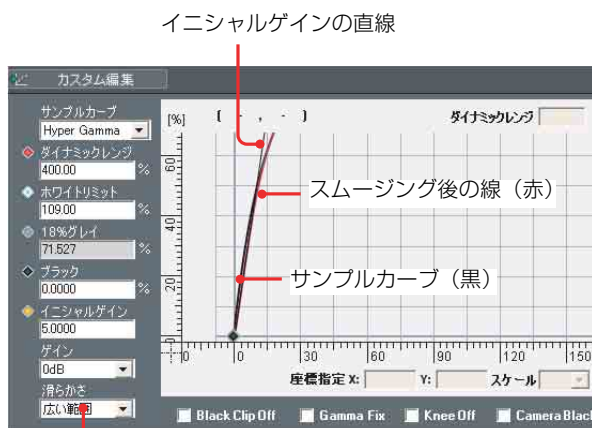 イニシャルゲインの直線
カスタム編集
サンプルカーブ
Hyper Gamma
ダイナミックレンジ
400.00 %
ホワイトリミット
109.00 %
18%グレイ
71.527 %
ブラック
0.0000 %
イニシャルゲイン
5.0000
ゲイン
0dB
滑らかさ
広い範囲
[%] ( - , - ) ダイナミックレンジ
60
40
20
0
スムージング後の線（赤）
サンプルカーブ（黒）
0 0 30 60 90 120 150
座標指定 X: Y: スケール
Black Clip Off Gamma Fix Knee Off Camera Blac